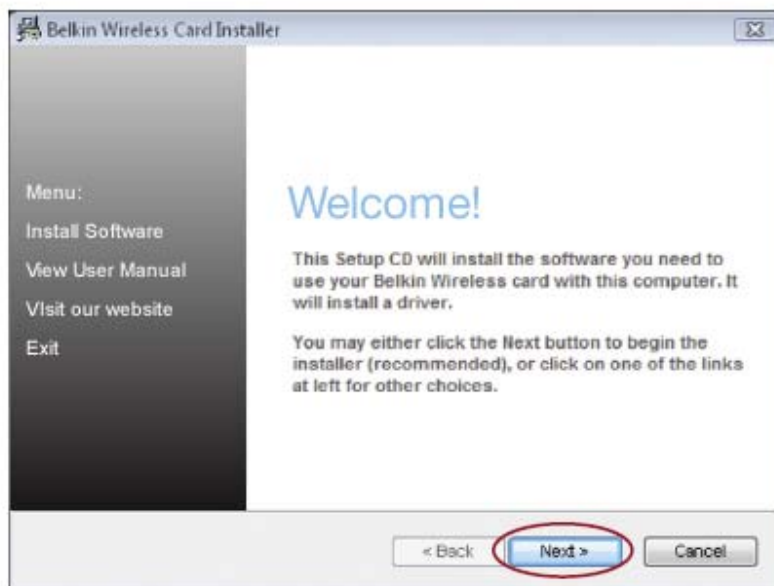 Belkin Wireless Card Installer
Menu:
Install Software
View User Manual
VIsit our website
Exit
Welcome!
This Setup CD will install the software you need to
use your Belkin Wireless card with this computer. It
will install a driver.
You may either click the Next button to begin the
installer (recommended), or click on one of the links
at left for other choices.
< Back
Next >
Cancel